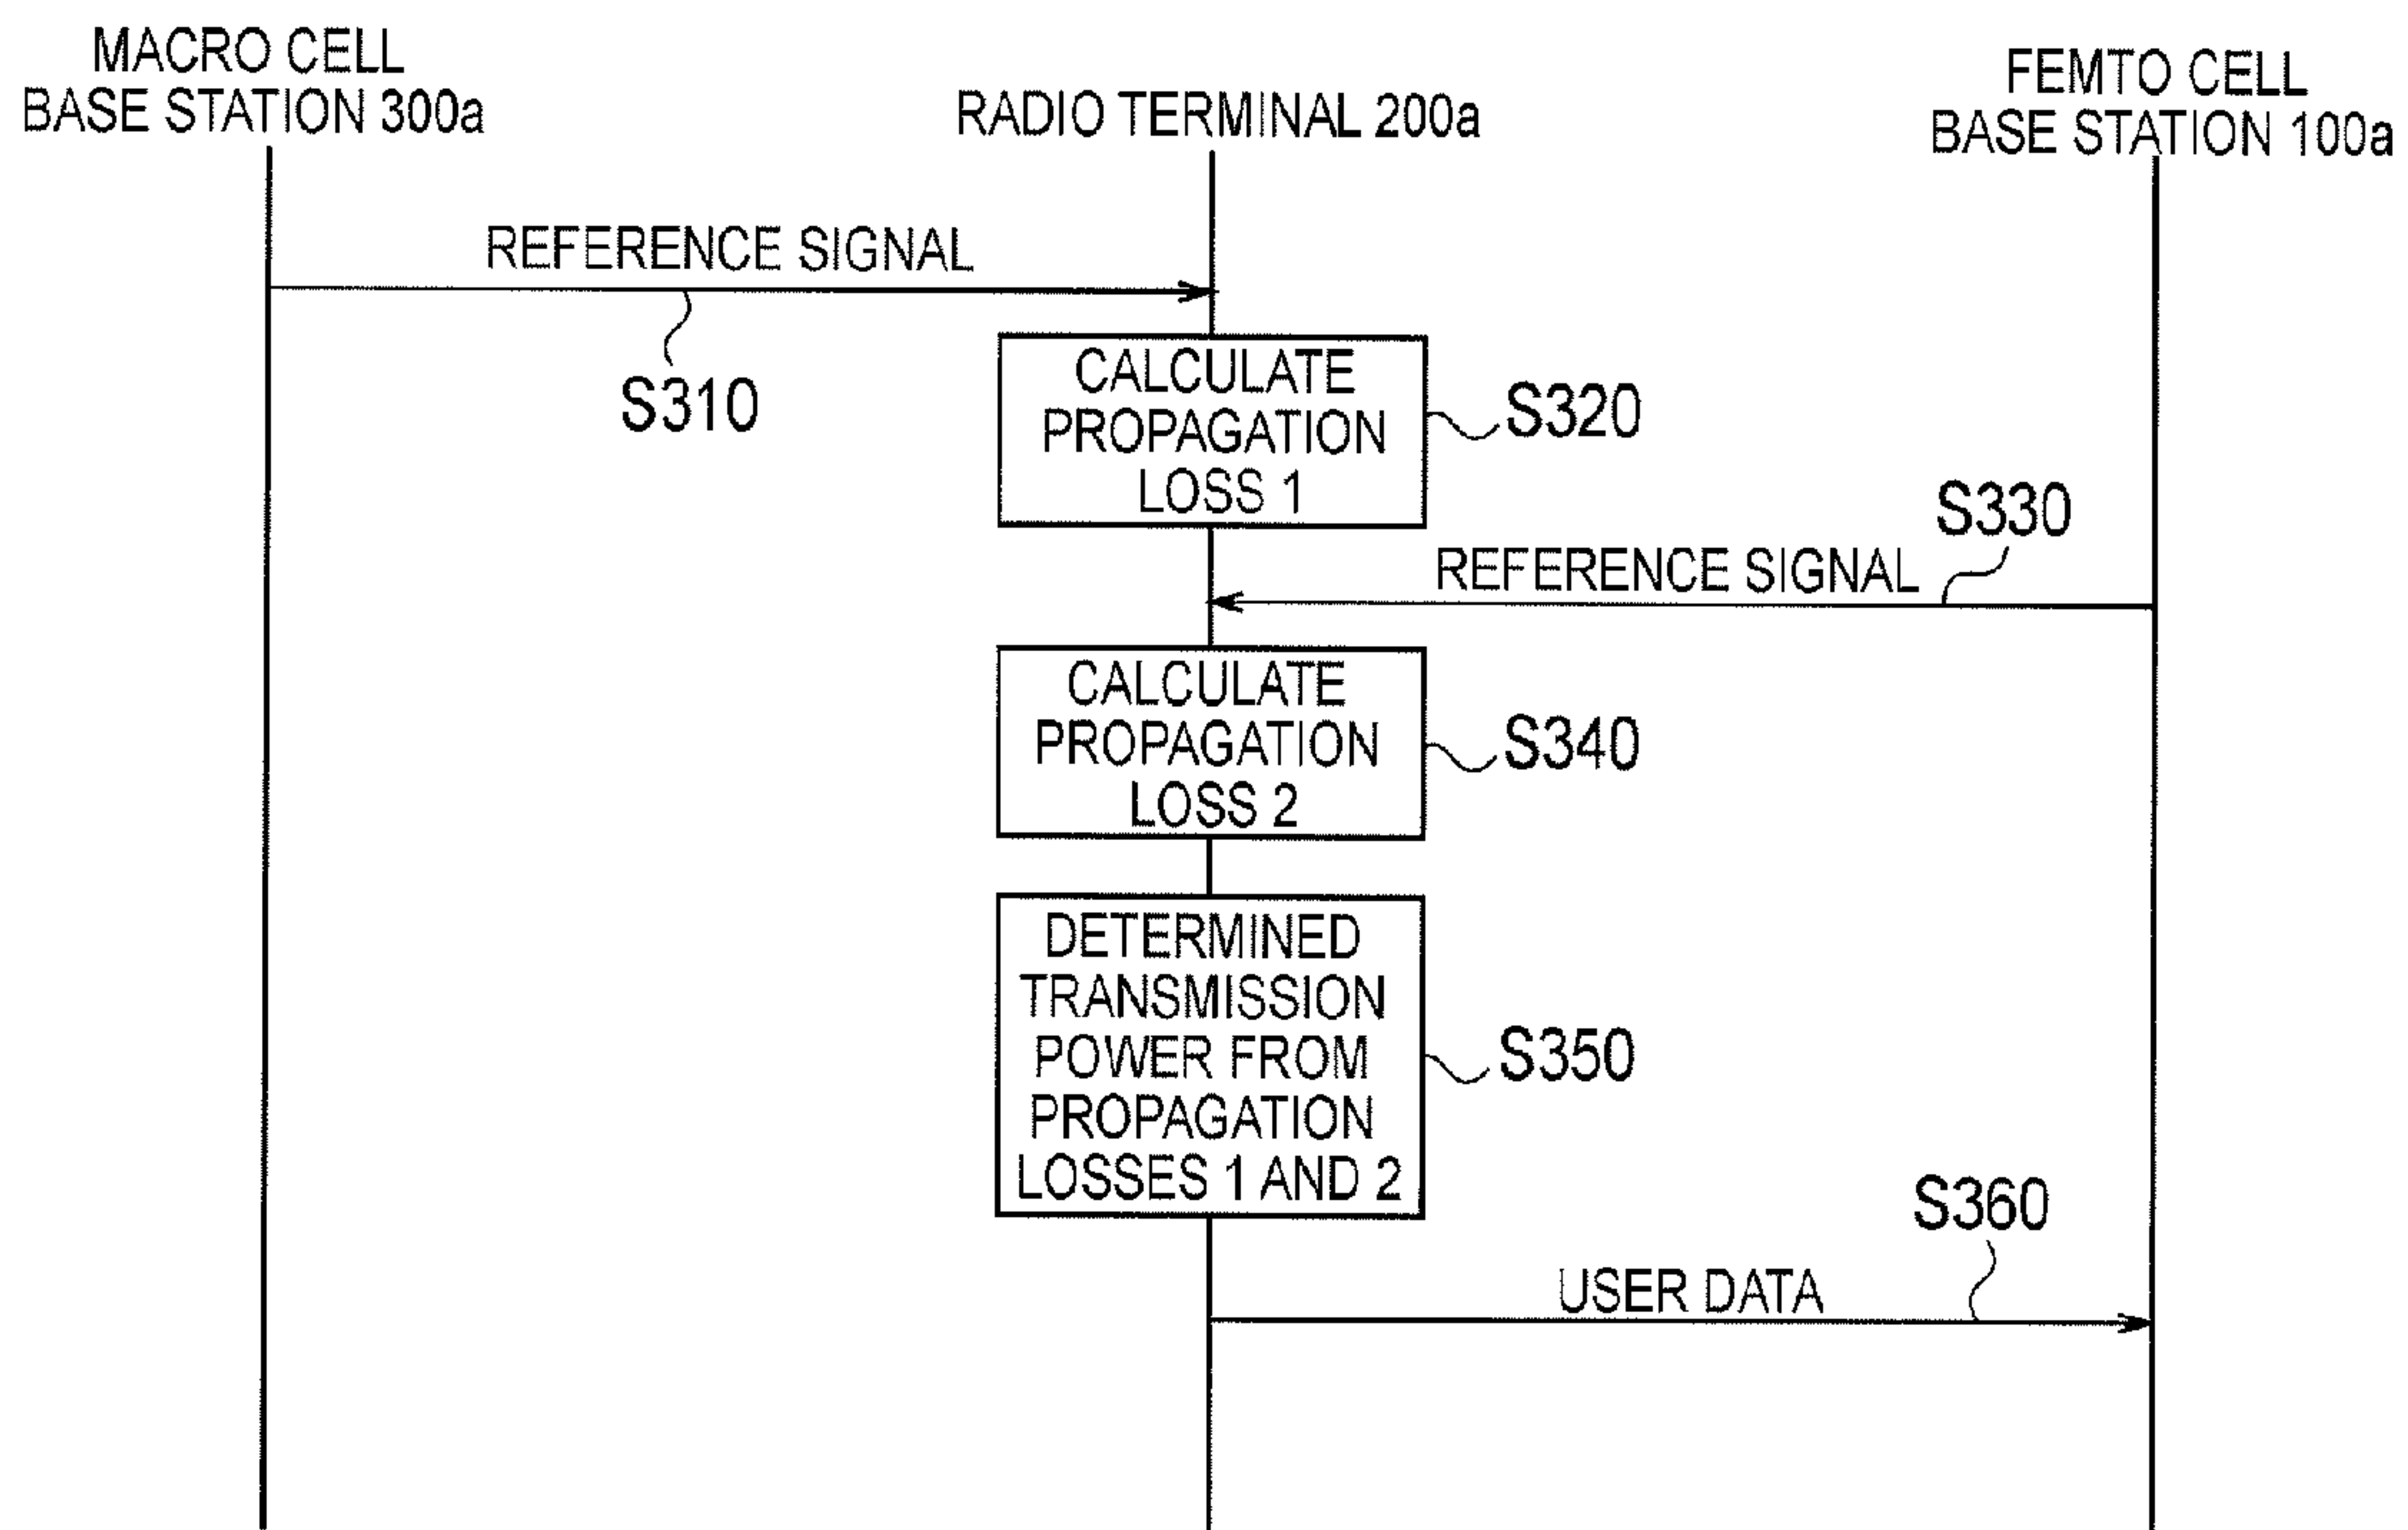 MACRO CELL
BASE STATION 300a
RADIO TERMINAL 200a
FEMTO CELL
BASE STATION 100a
REFERENCE SIGNAL
S310
CALCULATE
PROPAGATION
LOSS 1
S320
S330
REFERENCE SIGNAL
CALCULATE
PROPAGATION
LOSS 2
S340
DETERMINED
TRANSMISSION
POWER FROM
PROPAGATION
LOSSES 1 AND 2
S350
S360
USER DATA